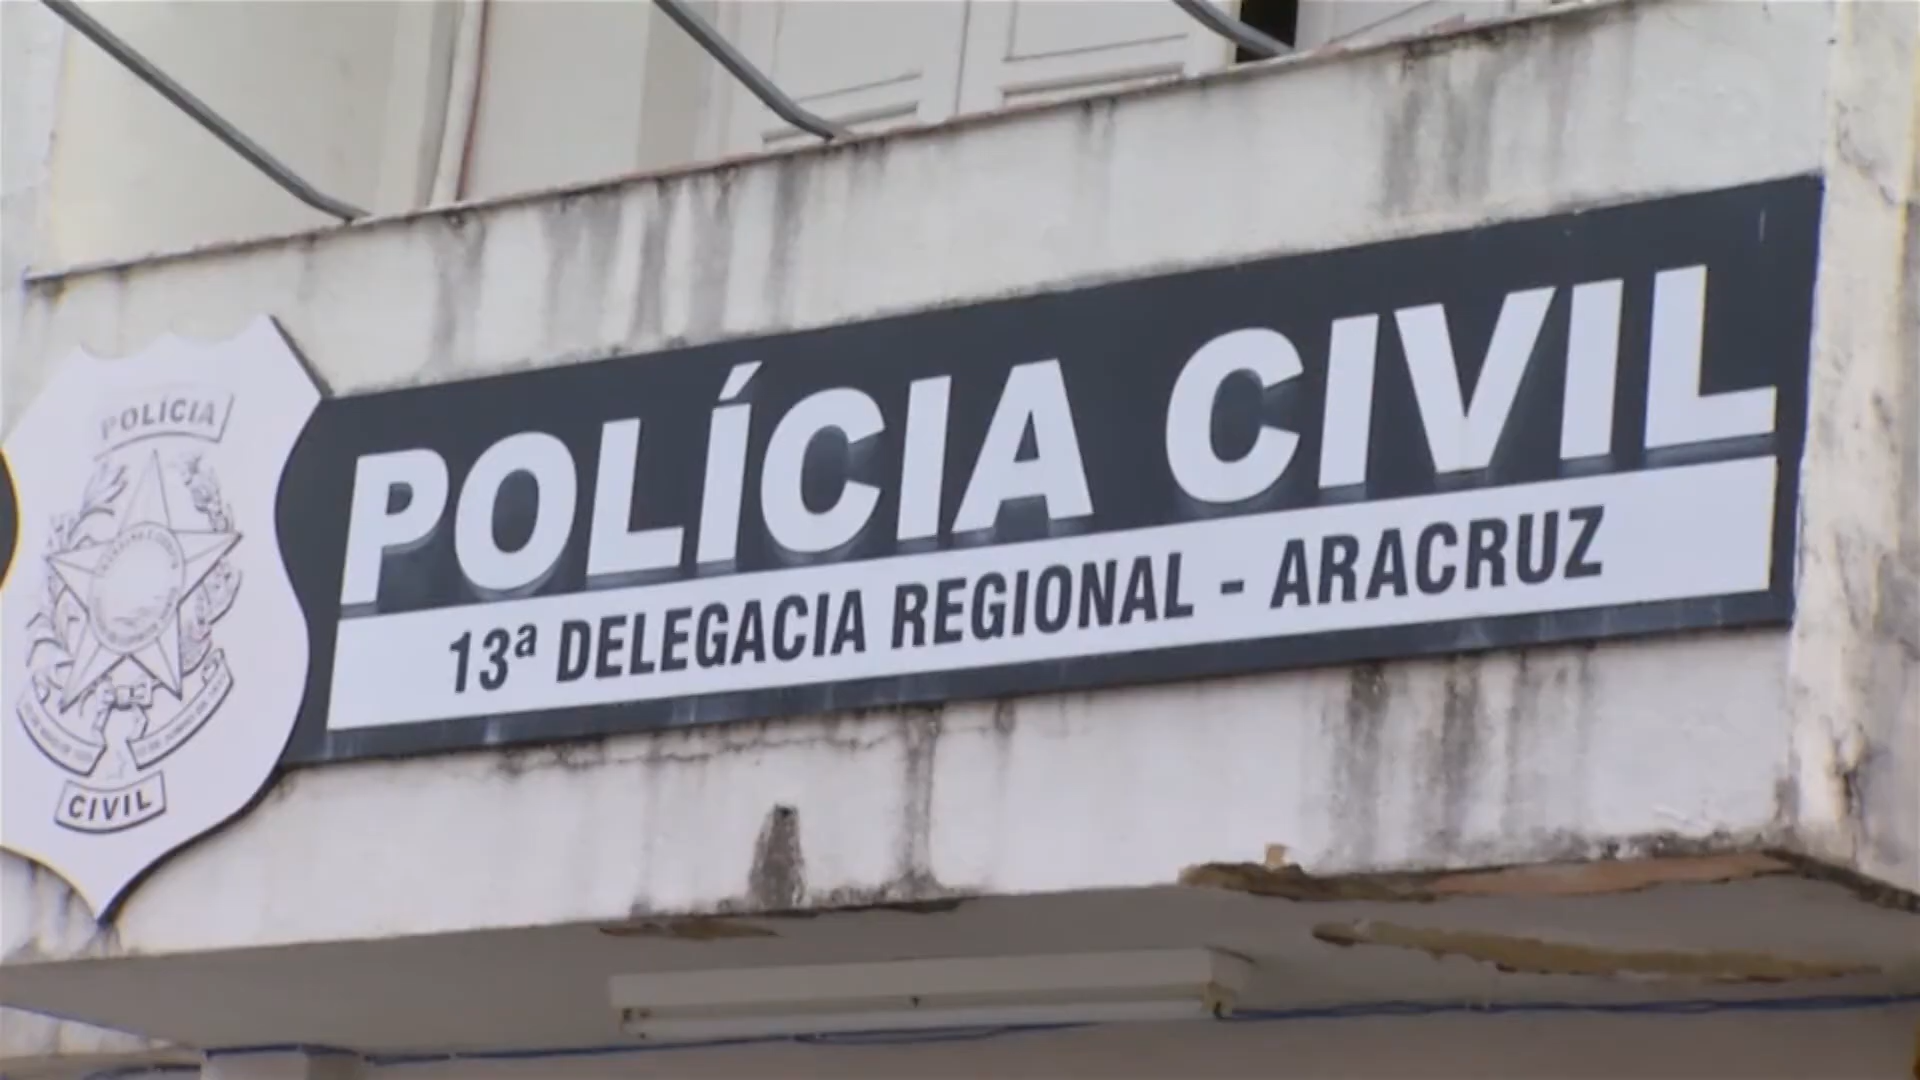 POLÍCIA
CIVIL
POLÍCIA CIVIL
13ª DELEGACIA REGIONAL - ARACRUZ